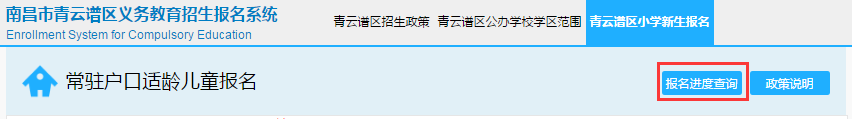 南昌市青云谱区义务教育招生报名系统
Enrollment System for Compulsory Education
青云谱区招生政策 青云谱区公办学校学区范围 青云谱区小学新生报名
常驻户口适龄儿童报名 报名进度查询 政策说明